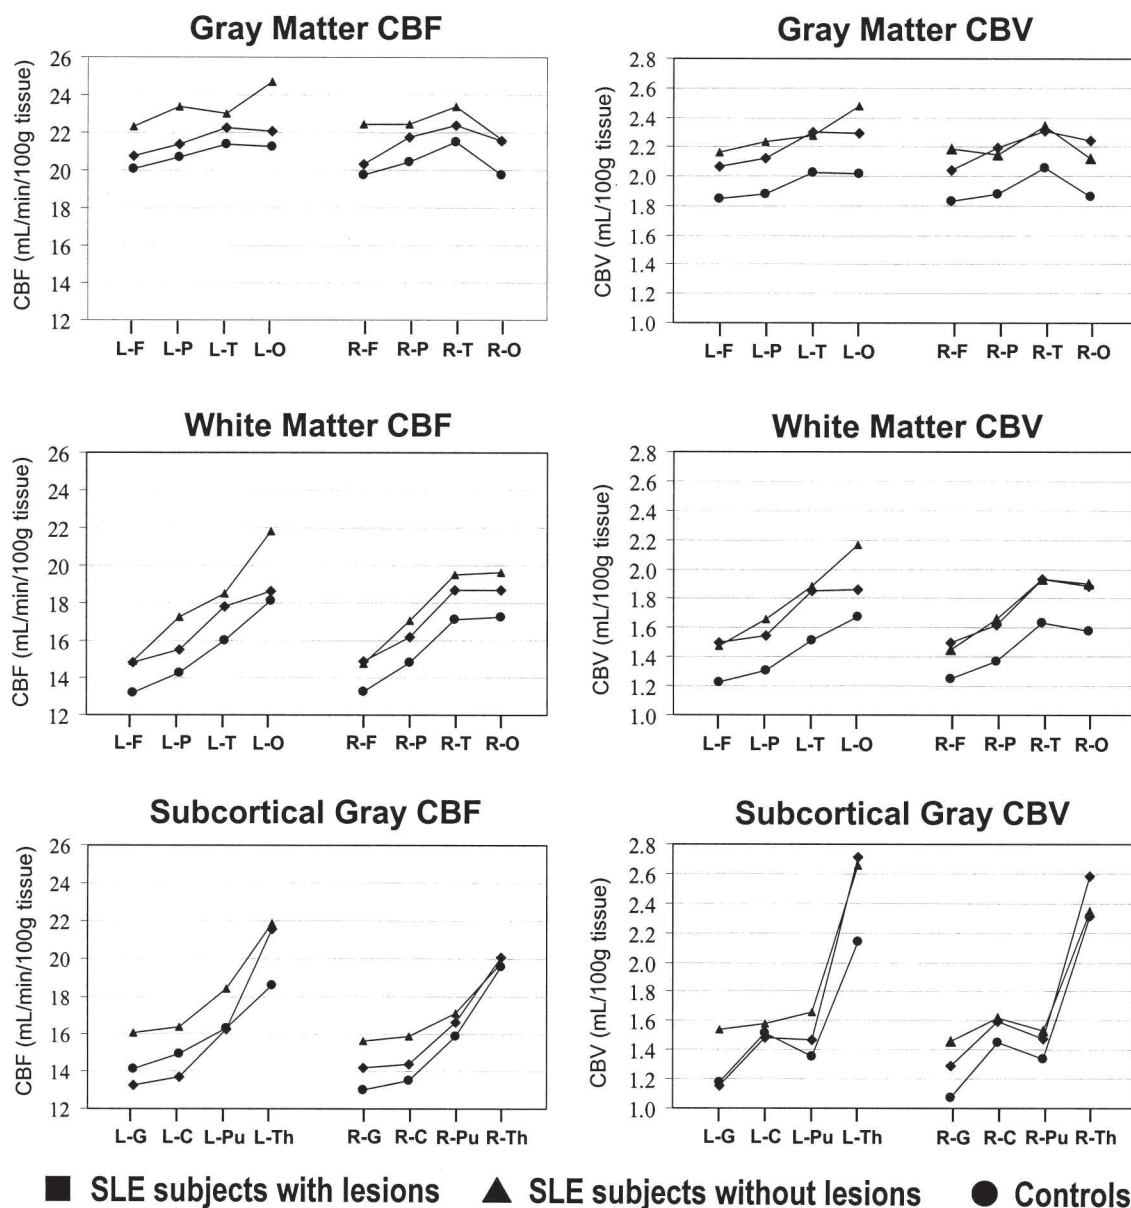 Gray Matter CBF
CBF (mL/min/100g tissue)
26
24
22
20
18
16
14
12
L-F L-P L-T L-O R-F R-P R-T R-O
Gray Matter CBV
CBV (mL/100g tissue)
2.8
2.6
2.4
2.2
2.0
1.8
1.6
1.4
1.2
1.0
L-F L-P L-T L-O R-F R-P R-T R-O
White Matter CBF
CBF (mL/min/100g tissue)
26
24
22
20
18
16
14
12
L-F L-P L-T L-O R-F R-P R-T R-O
White Matter CBV
CBV (mL/100g tissue)
2.8
2.6
2.4
2.2
2.0
1.8
1.6
1.4
1.2
1.0
L-F L-P L-T L-O R-F R-P R-T R-O
Subcortical Gray CBF
CBF (mL/min/100g tissue)
26
24
22
20
18
16
14
12
L-G L-C L-Pu L-Th R-G R-C R-Pu R-Th
Subcortical Gray CBV
CBV (mL/100g tissue)
2.8
2.6
2.4
2.2
2.0
1.8
1.6
1.4
1.2
1.0
L-G L-C L-Pu L-Th R-G R-C R-Pu R-Th
SLE subjects with lesions SLE subjects without lesions Controls